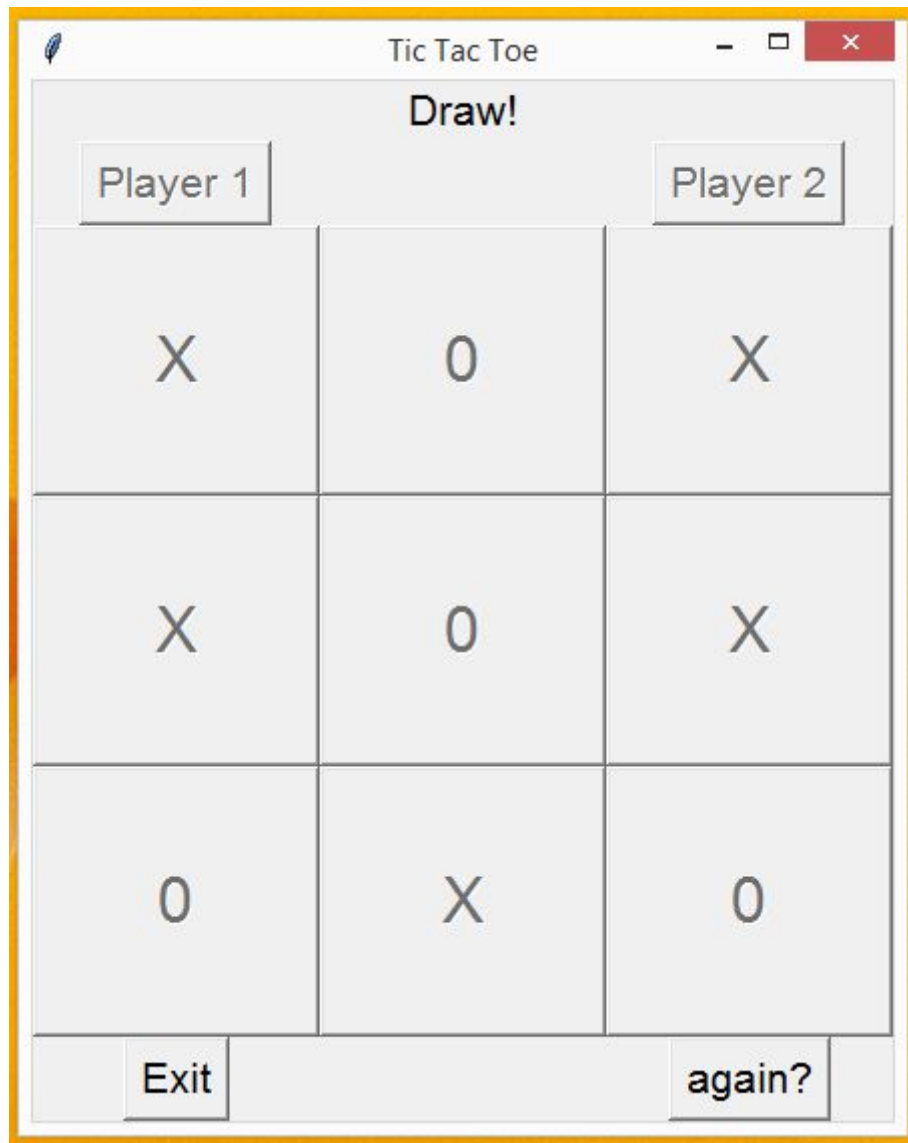 Tic Tac Toe
Draw!
Player 1 Player 2
X 0 X
X 0 X
0 X 0
Exit again?